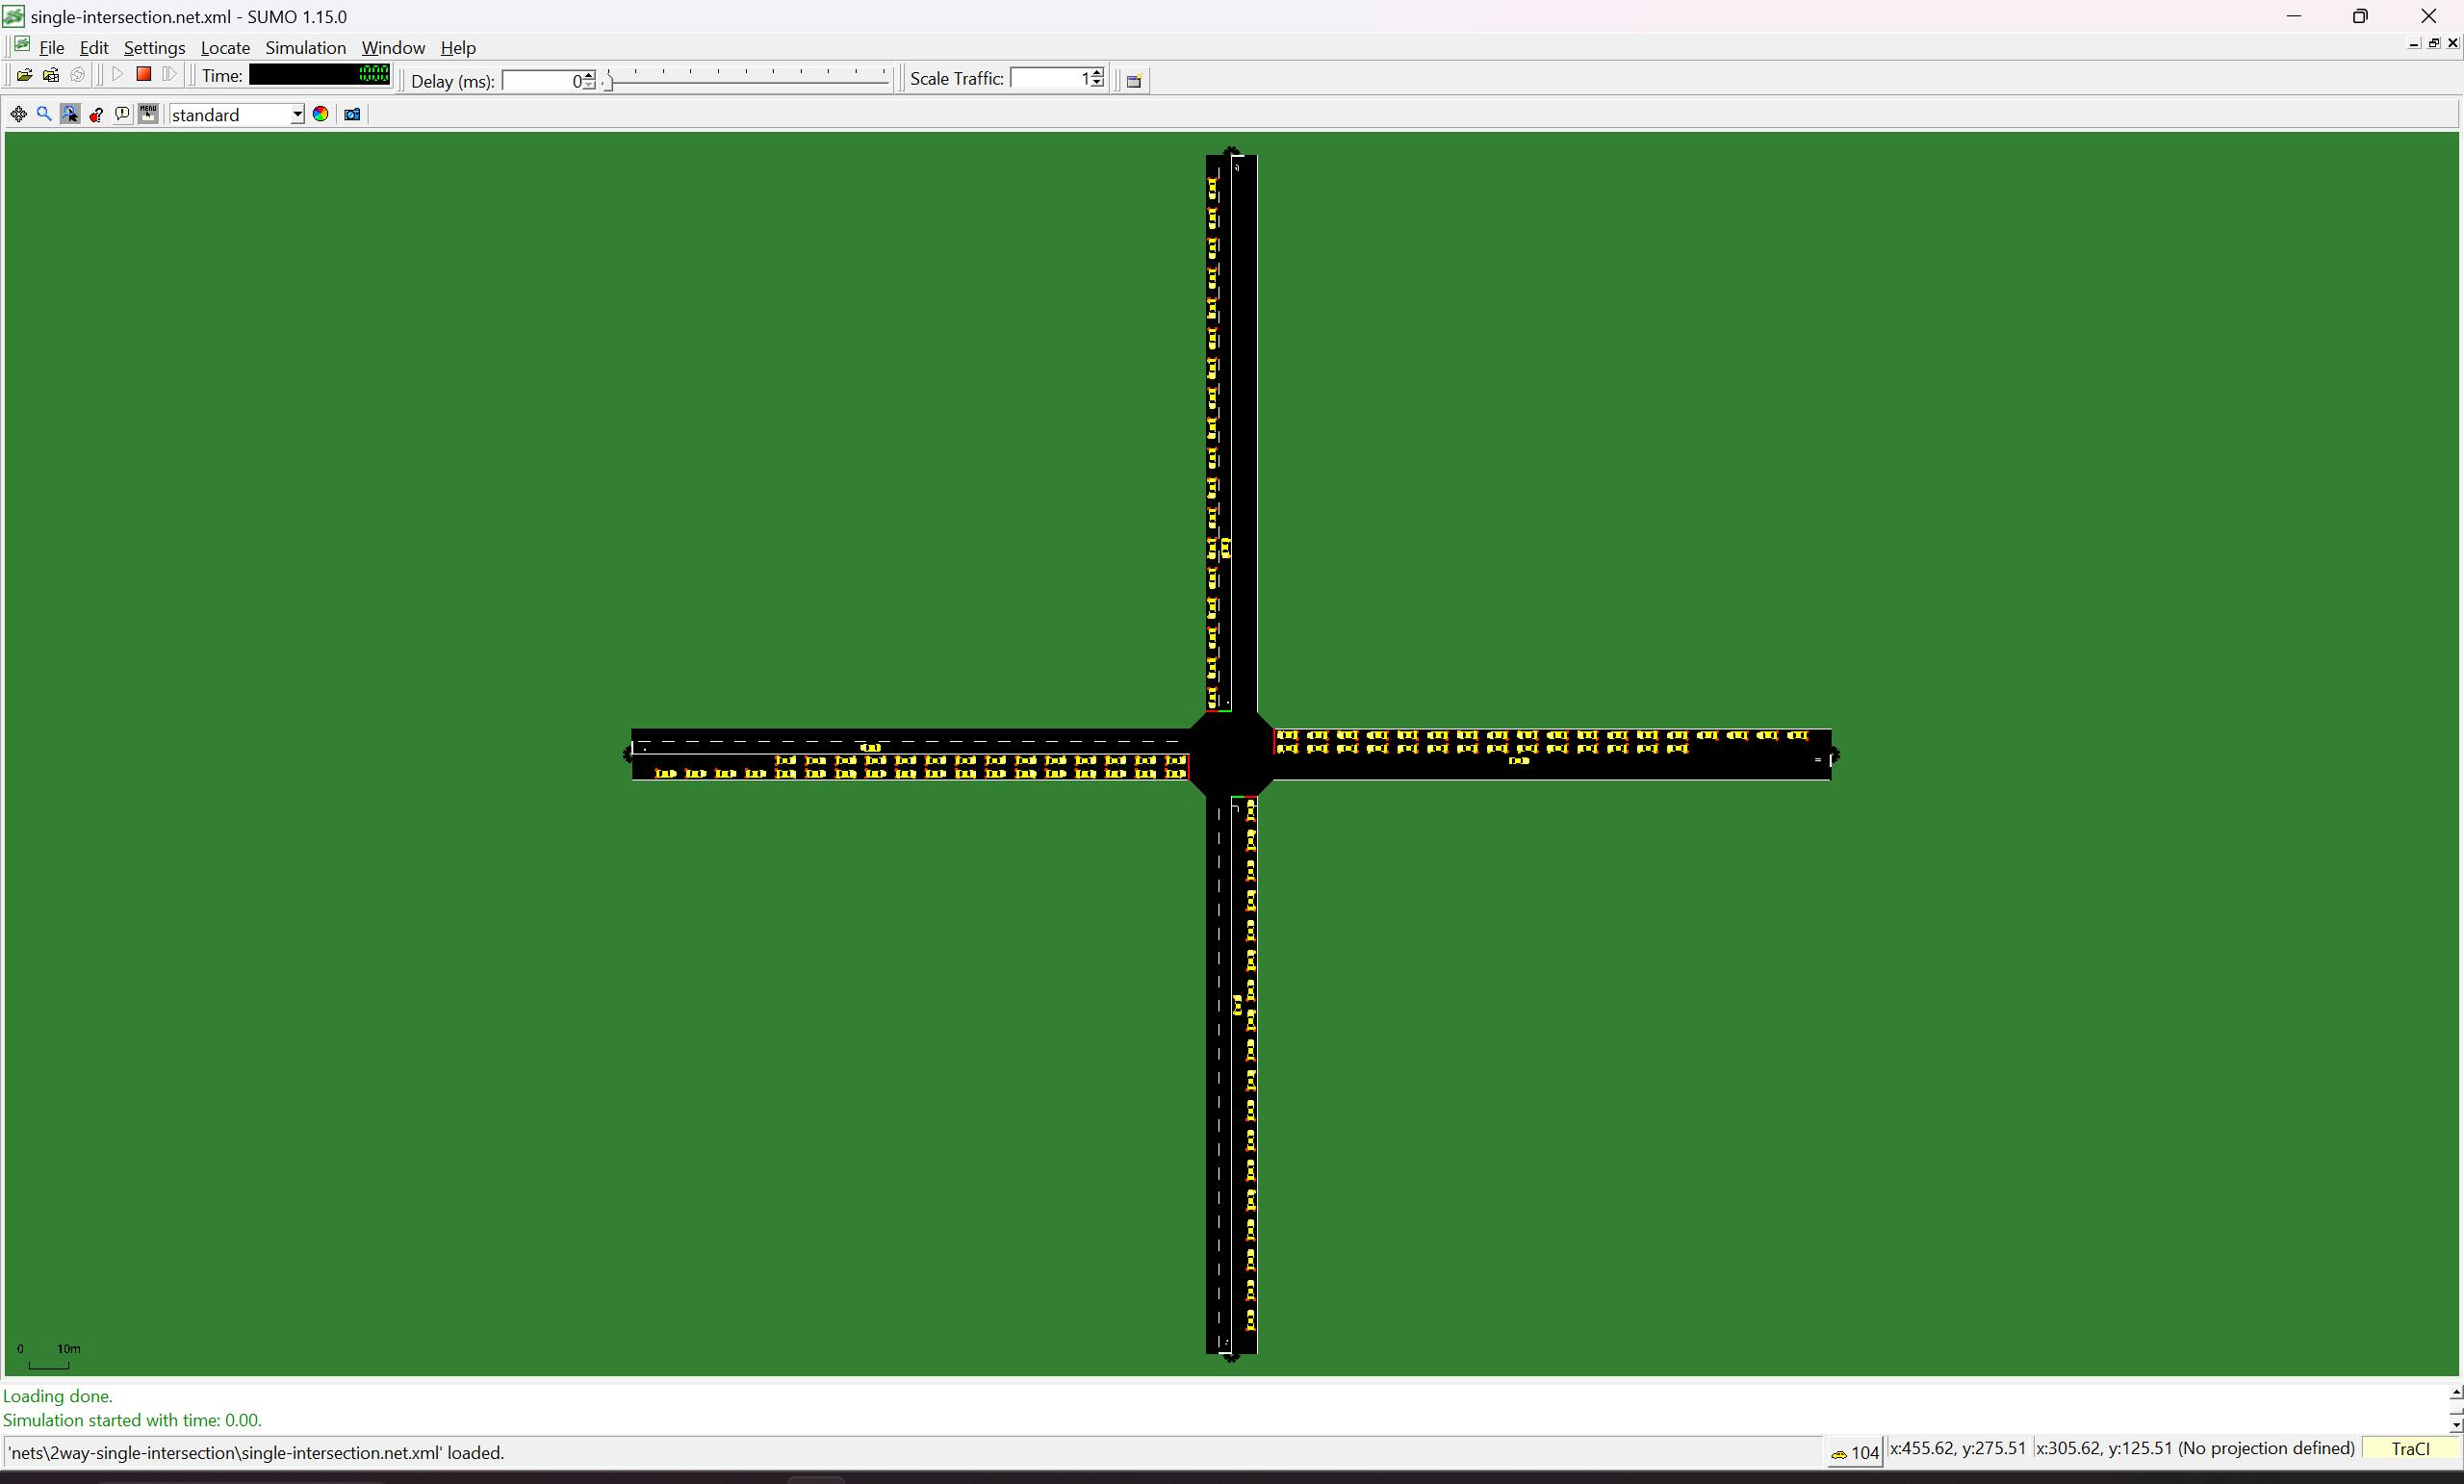 single-intersection.net.xml - SUMO 1.15.0
File Edit Settings Locate Simulation Window Help
Time: Delay (ms): 0 Scale Traffic: 1
MENU standard
0 10m
Loading done.
Simulation started with time: 0.00.
'nets\2way-single-intersection\single-intersection.net.xml' loaded. 104 x:455.62, y:275.51 x:305.62, y:125.51 (No projection defined) TraCI